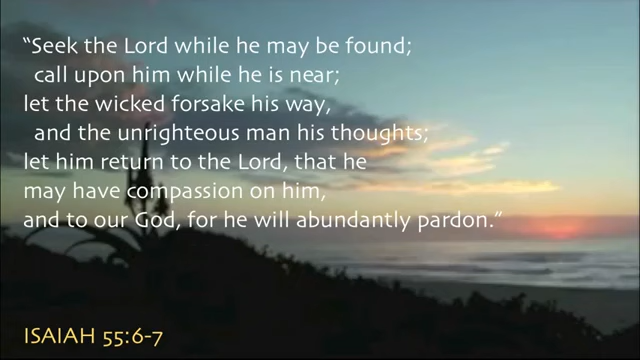 “Seek the Lord while he may be found;
call upon him while he is near;
let the wicked forsake his way,
and the unrighteous man his thoughts;
let him return to the Lord, that he
may have compassion on him,
and to our God, for he will abundantly pardon.”
ISAIAH 55:6-7